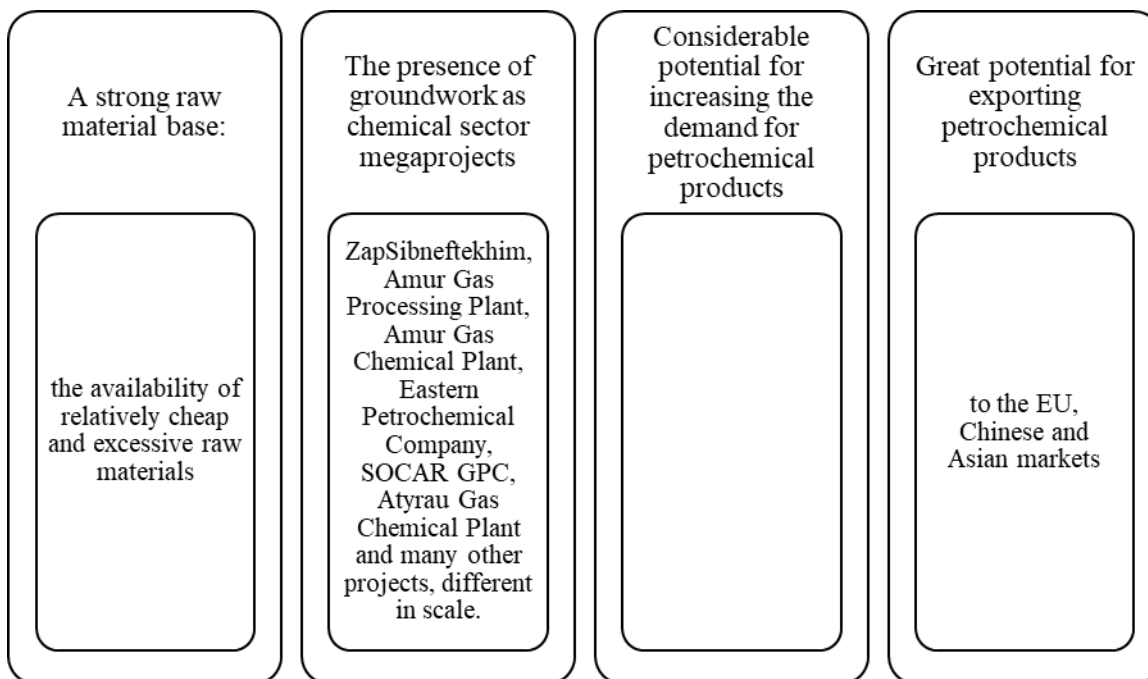 A strong raw
material base:
the availability of
relatively cheap
and excessive raw
materials
The presence of
groundwork as
chemical sector
megaprojects
ZapSibneftekhim,
Amur Gas
Processing Plant,
Amur Gas
Chemical Plant,
Eastern
Petrochemical
Company,
SOCAR GPC,
Atyrau Gas
Chemical Plant
and many other
projects, different
in scale.
Considerable
potential for
increasing the
demand for
petrochemical
products
Great potential for
exporting
petrochemical
products
to the EU,
Chinese and
Asian markets